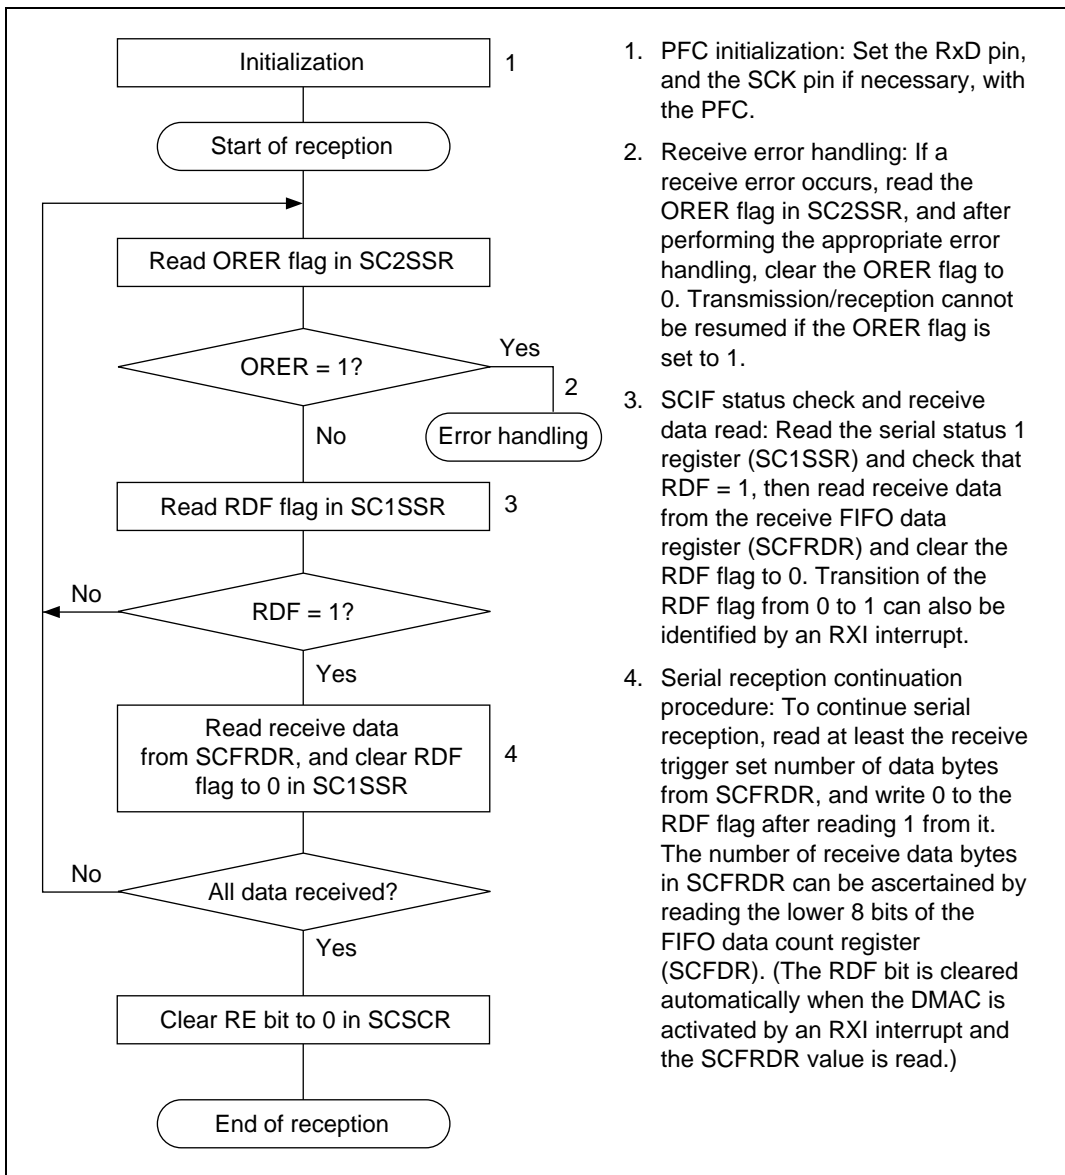 Initialization
1
Start of reception
Read ORER flag in SC2SSR
ORER = 1?
Yes
2
Error handling
No
Read RDF flag in SC1SSR
3
No
RDF = 1?
Yes
Read receive data
from SCFRDR, and clear RDF
flag to 0 in SC1SSR
4
No
All data received?
Yes
Clear RE bit to 0 in SCSCR
End of reception
1. PFC initialization: Set the RxD pin,
and the SCK pin if necessary, with
the PFC.
2. Receive error handling: If a
receive error occurs, read the
ORER flag in SC2SSR, and after
performing the appropriate error
handling, clear the ORER flag to
0. Transmission/reception cannot
be resumed if the ORER flag is
set to 1.
3. SCIF status check and receive
data read: Read the serial status 1
register (SC1SSR) and check that
RDF = 1, then read receive data
from the receive FIFO data
register (SCFRDR) and clear the
RDF flag to 0. Transition of the
RDF flag from 0 to 1 can also be
identified by an RXI interrupt.
4. Serial reception continuation
procedure: To continue serial
reception, read at least the receive
trigger set number of data bytes
from SCFRDR, and write 0 to the
RDF flag after reading 1 from it.
The number of receive data bytes
in SCFRDR can be ascertained by
reading the lower 8 bits of the
FIFO data count register
(SCFDR). (The RDF bit is cleared
automatically when the DMAC is
activated by an RXI interrupt and
the SCFRDR value is read.)